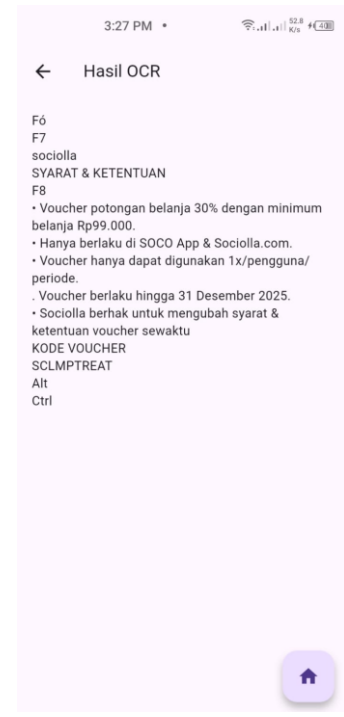 3:27 PM •
52.8
K/s
40
Hasil OCR
Fó
F7
sociolla
SYARAT & KETENTUAN
F8
• Voucher potongan belanja 30% dengan minimum
belanja Rp99.000.
• Hanya berlaku di SOCO App & Sociolla.com.
• Voucher hanya dapat digunakan 1x/pengguna/
periode.
. Voucher berlaku hingga 31 Desember 2025.
• Sociolla berhak untuk mengubah syarat &
ketentuan voucher sewaktu
KODE VOUCHER
SCLMPTREAT
Alt
Ctrl